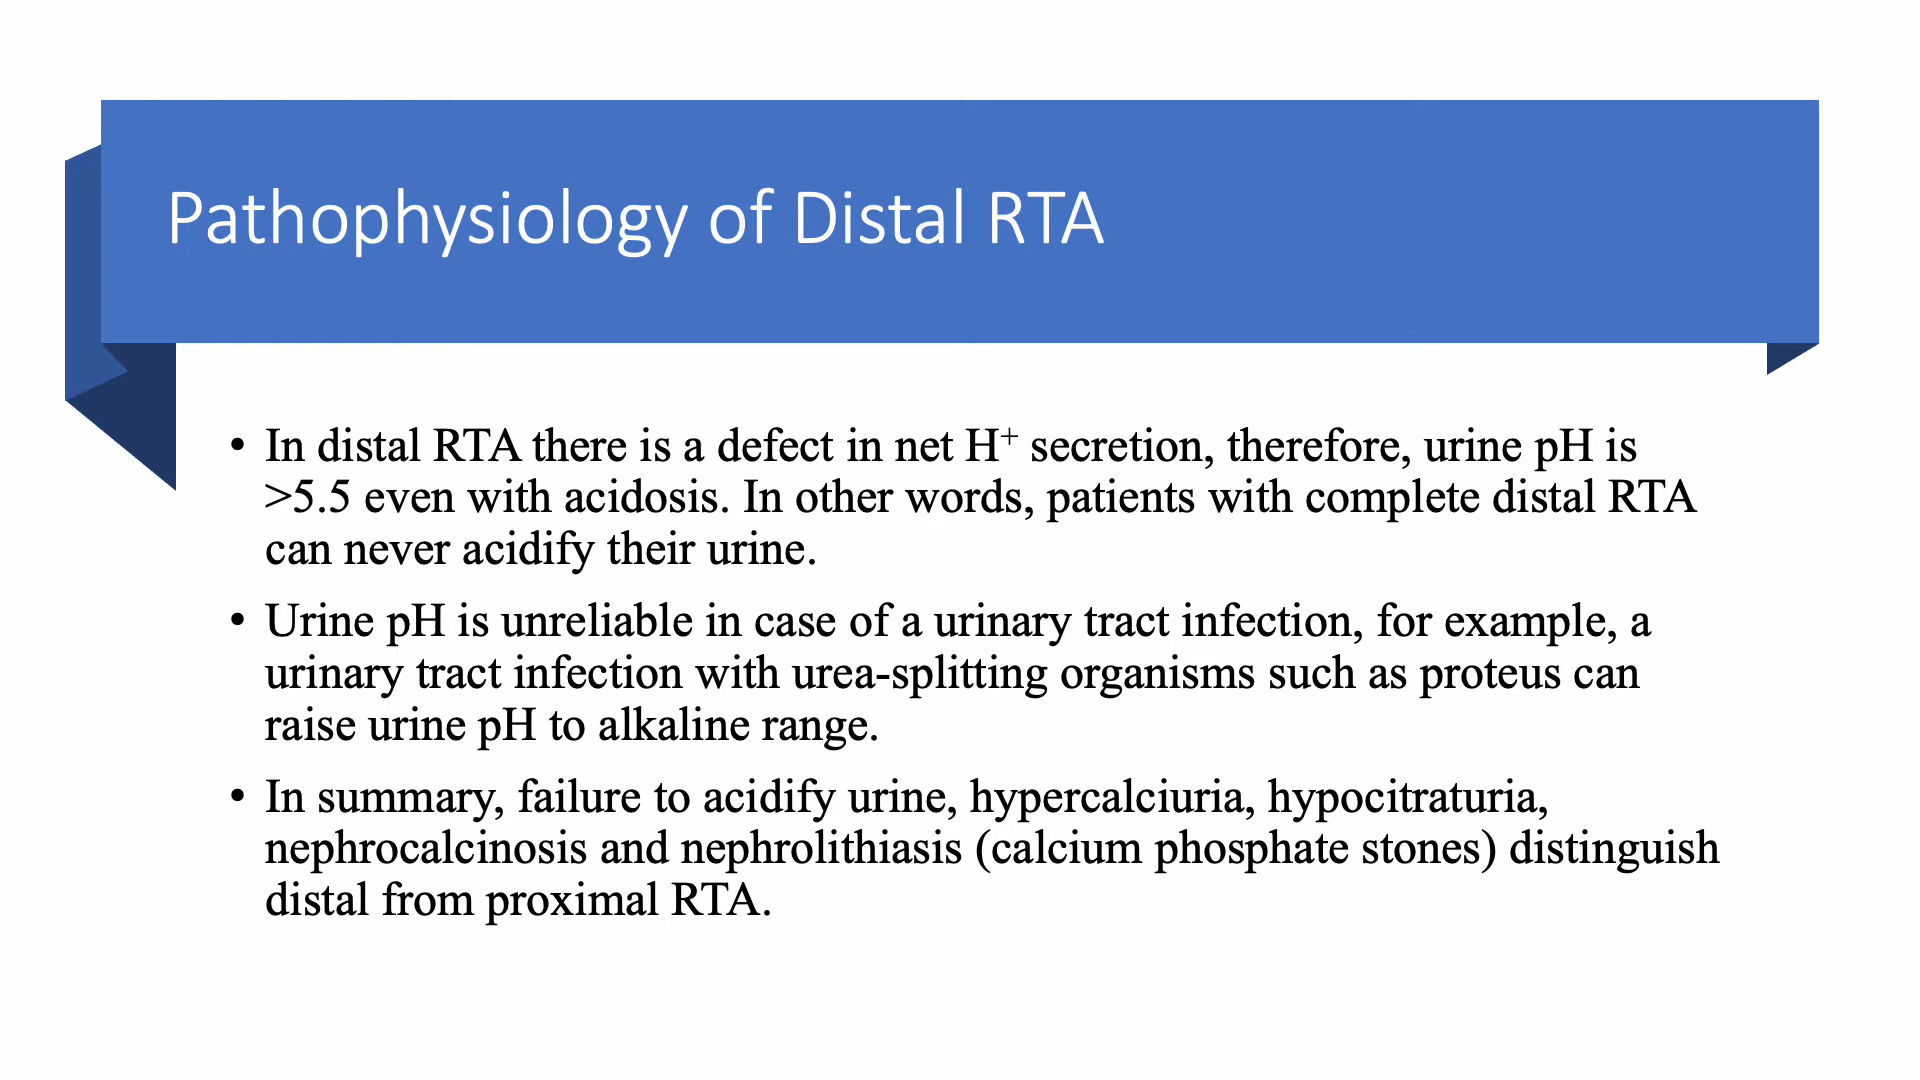 Pathophysiology of Distal RTA
• In distal RTA there is a defect in net H⁺ secretion, therefore, urine pH is
>5.5 even with acidosis. In other words, patients with complete distal RTA
can never acidify their urine.
• Urine pH is unreliable in case of a urinary tract infection, for example, a
urinary tract infection with urea-splitting organisms such as proteus can
raise urine pH to alkaline range.
• In summary, failure to acidify urine, hypercalciuria, hypocitraturia,
nephrocalcinosis and nephrolithiasis (calcium phosphate stones) distinguish
distal from proximal RTA.